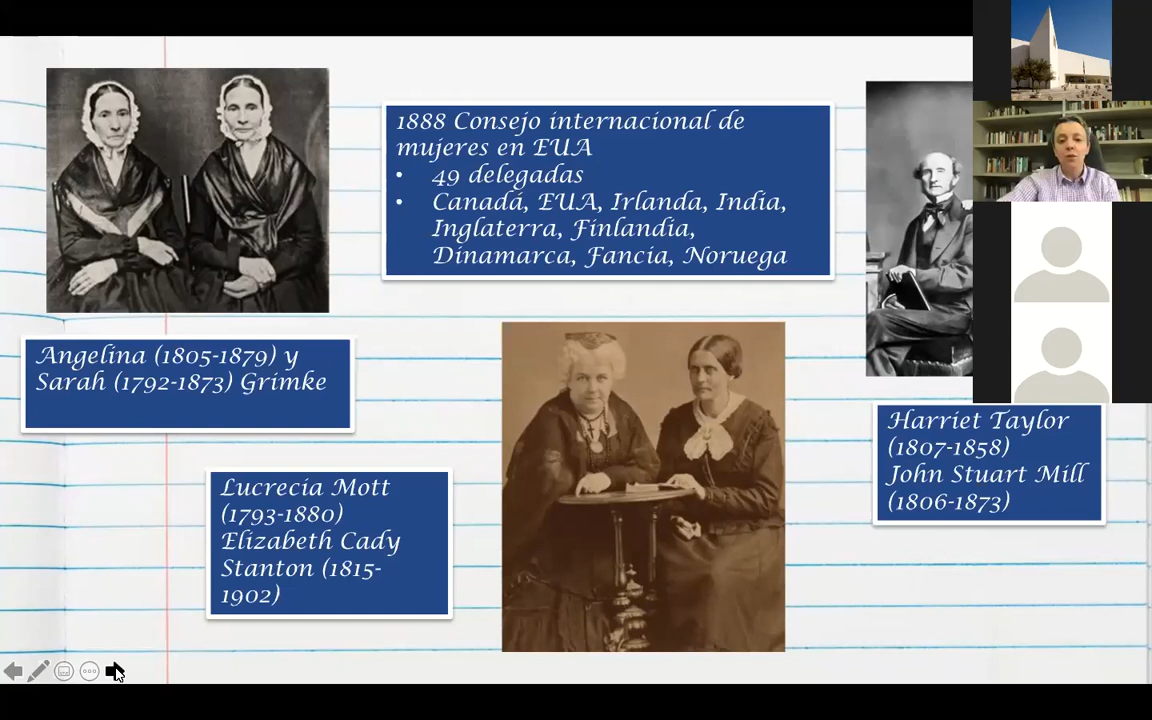 1888 Consejo internacional de
mujeres en EUA
• 49 delegadas
• Canadá, EUA, Irlanda, India,
Inglaterra, Finlandia,
Dinamarca, Fancia, Noruega
Angelina (1805-1879) y
Sarah (1792-1873) Grimke
Lucrecia Mott
(1793-1880)
Elizabeth Cady
Stanton (1815-
1902)
Harriet Taylor
(1807-1858)
John Stuart Mill
(1806-1873)